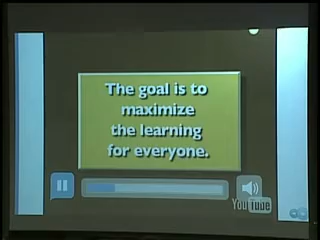 The goal is to
maximize
the learning
for everyone.
YouTube